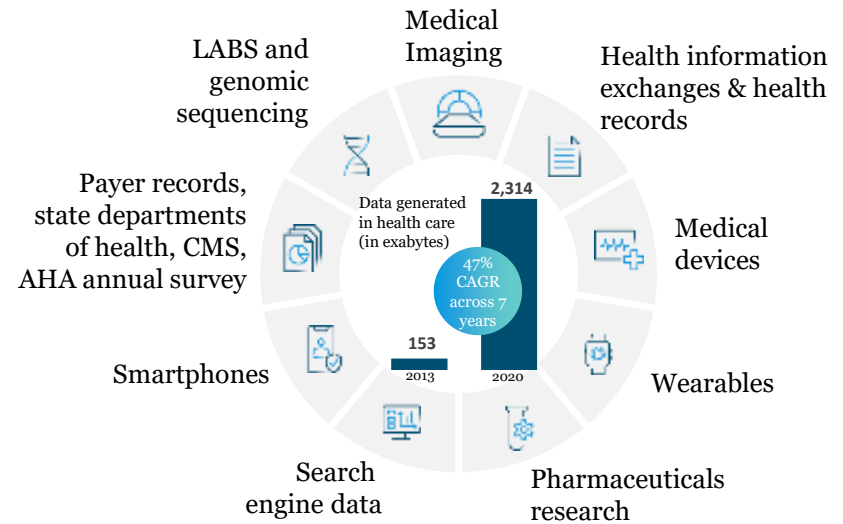 Medical
Imaging
LABS and
genomic
sequencing
Health information
exchanges & health
records
Payer records,
state departments
of health, CMS,
AHA annual survey
Data generated
in health care
(in exabytes)
2,314
47%
CAGR
across 7
years
153
2013
2020
Medical
devices
Smartphones
Wearables
Search
engine data
Pharmaceuticals
research